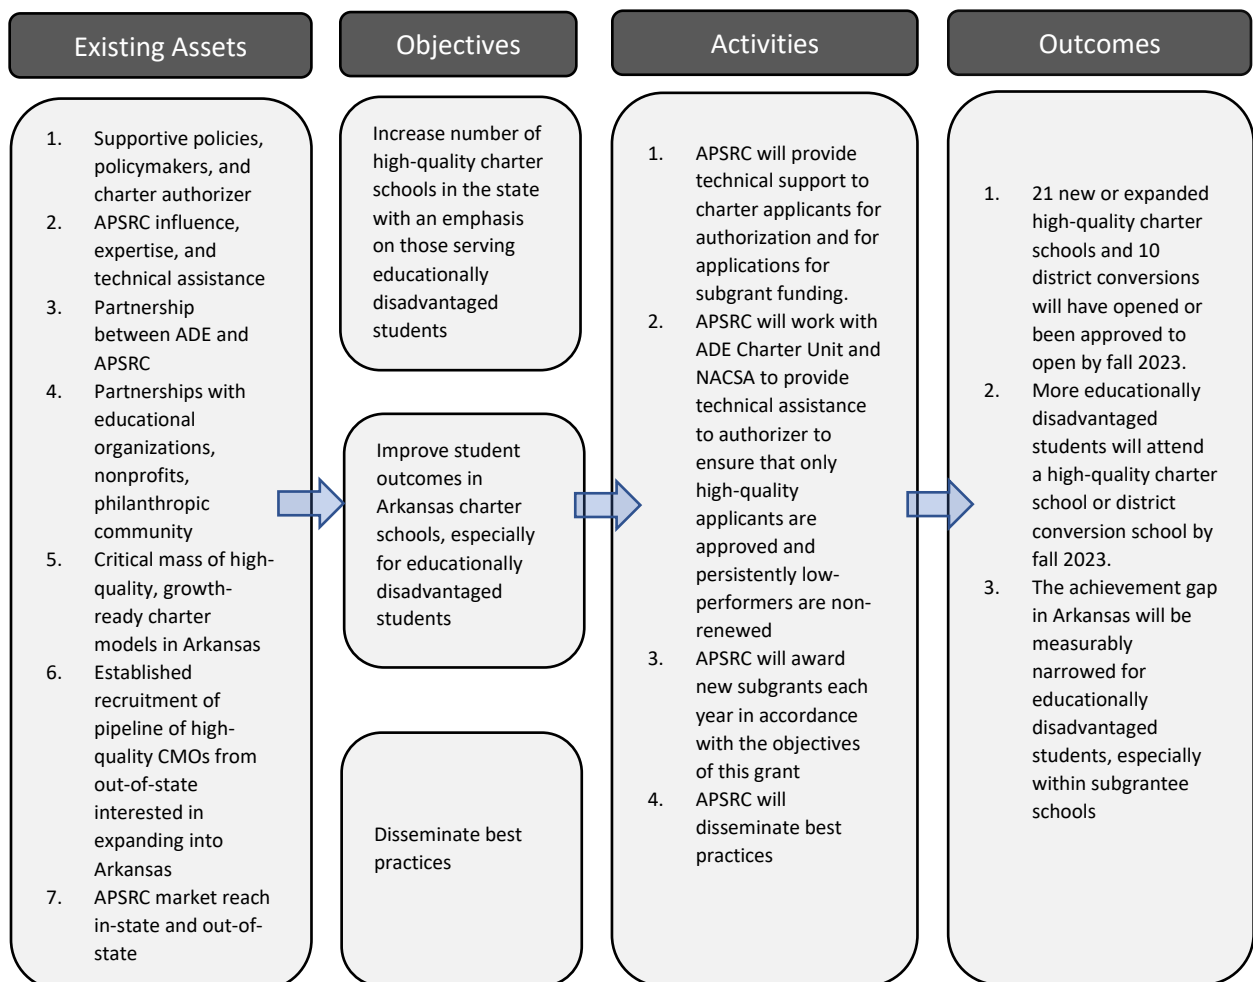 Existing Assets
Objectives
Activities
Outcomes
1. Supportive policies,
policymakers, and
charter authorizer
2. APSRC influence,
expertise, and
technical assistance
3. Partnership
between ADE and
APSRC
4. Partnerships with
educational
organizations,
nonprofits,
philanthropic
community
5. Critical mass of high-
quality, growth-
ready charter
models in Arkansas
6. Established
recruitment of
pipeline of high-
quality CMOs from
out-of-state
interested in
expanding into
Arkansas
7. APSRC market reach
in-state and out-of-
state
Increase number of
high-quality charter
schools in the state
with an emphasis
on those serving
educationally
disadvantaged
students
Improve student
outcomes in
Arkansas charter
schools, especially
for educationally
disadvantaged
students
Disseminate best
practices
1. APSRC will provide
technical support to
charter applicants for
authorization and for
applications for
subgrant funding.
2. APSRC will work with
ADE Charter Unit and
NACSA to provide
technical assistance
to authorizer to
ensure that only
high-quality
applicants are
approved and
persistently low-
performers are non-
renewed
3. APSRC will award
new subgrants each
year in accordance
with the objectives
of this grant
4. APSRC will
disseminate best
practices
1. 21 new or expanded
high-quality charter
schools and 10
district conversions
will have opened or
been approved to
open by fall 2023.
2. More educationally
disadvantaged
students will attend
a high-quality charter
school or district
conversion school by
fall 2023.
3. The achievement gap
in Arkansas will be
measurably
narrowed for
educationally
disadvantaged
students, especially
within subgrantee
schools